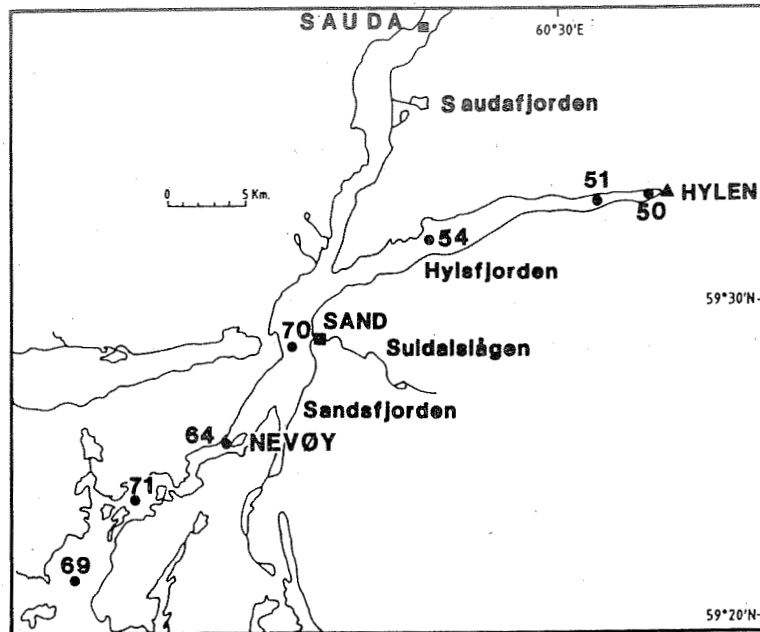 SAUDA
60°30'E
Saudafjorden
0 5 Km.
51
HYLEN
50
54
Hylsfjorden
59°30'N
70 SAND
Suldalslågen
Sandsfjorden
64 NEVØY
71
69
59°20'N